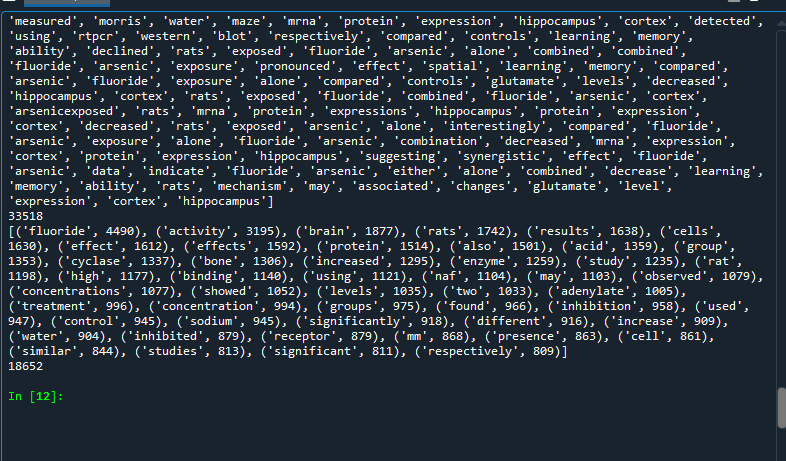 'measured', 'morris', 'water', 'maze', 'mrna', 'protein', 'expression', 'hippocampus', 'cortex', 'detected',
'using', 'rtpcr', 'western', 'blot', 'respectively', 'compared', 'controls', 'learning', 'memory',
'ability', 'declined', 'rats', 'exposed', 'fluoride', 'arsenic', 'alone', 'combined', 'combined',
'fluoride', 'arsenic', 'exposure', 'pronounced', 'effect', 'spatial', 'learning', 'memory', 'compared',
'arsenic', 'fluoride', 'exposure', 'alone', 'compared', 'controls', 'glutamate', 'levels', 'decreased',
'hippocampus', 'cortex', 'rats', 'exposed', 'fluoride', 'combined', 'fluoride', 'arsenic', 'cortex',
'arsenicexposed', 'rats', 'mrna', 'protein', 'expressions', 'hippocampus', 'protein', 'expression',
'cortex', 'decreased', 'rats', 'exposed', 'arsenic', 'alone', 'interestingly', 'compared', 'fluoride',
'arsenic', 'exposure', 'alone', 'fluoride', 'arsenic', 'combination', 'decreased', 'mrna', 'expression',
'cortex', 'protein', 'expression', 'hippocampus', 'suggesting', 'synergistic', 'effect', 'fluoride',
'arsenic', 'data', 'indicate', 'fluoride', 'arsenic', 'either', 'alone', 'combined', 'decrease', 'learning',
'memory', 'ability', 'rats', 'mechanism', 'may', 'associated', 'changes', 'glutamate', 'level',
'expression', 'cortex', 'hippocampus']
33518
[('fluoride', 4490), ('activity', 3195), ('brain', 1877), ('rats', 1742), ('results', 1638), ('cells',
1630), ('effect', 1612), ('effects', 1592), ('protein', 1514), ('also', 1501), ('acid', 1359), ('group',
1353), ('cyclase', 1337), ('bone', 1306), ('increased', 1295), ('enzyme', 1259), ('study', 1235), ('rat',
1198), ('high', 1177), ('binding', 1140), ('using', 1121), ('naf', 1104), ('may', 1103), ('observed', 1079),
('concentrations', 1077), ('showed', 1052), ('levels', 1035), ('two', 1033), ('adenylate', 1005),
('treatment', 996), ('concentration', 994), ('groups', 975), ('found', 966), ('inhibition', 958), ('used',
947), ('control', 945), ('sodium', 945), ('significantly', 918), ('different', 916), ('increase', 909),
('water', 904), ('inhibited', 879), ('receptor', 879), ('mm', 868), ('presence', 863), ('cell', 861),
('similar', 844), ('studies', 813), ('significant', 811), ('respectively', 809)]
18652
In [12]: